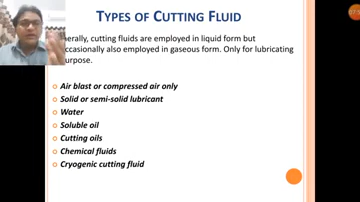 TYPES OF CUTTING FLUID
erally, cutting fluids are employed in liquid form but
ccasionally also employed in gaseous form. Only for lubricating
urpose.
Air blast or compressed air only
Solid or semi-solid lubricant
Water
Soluble oil
Cutting oils
Chemical fluids
Cryogenic cutting fluid